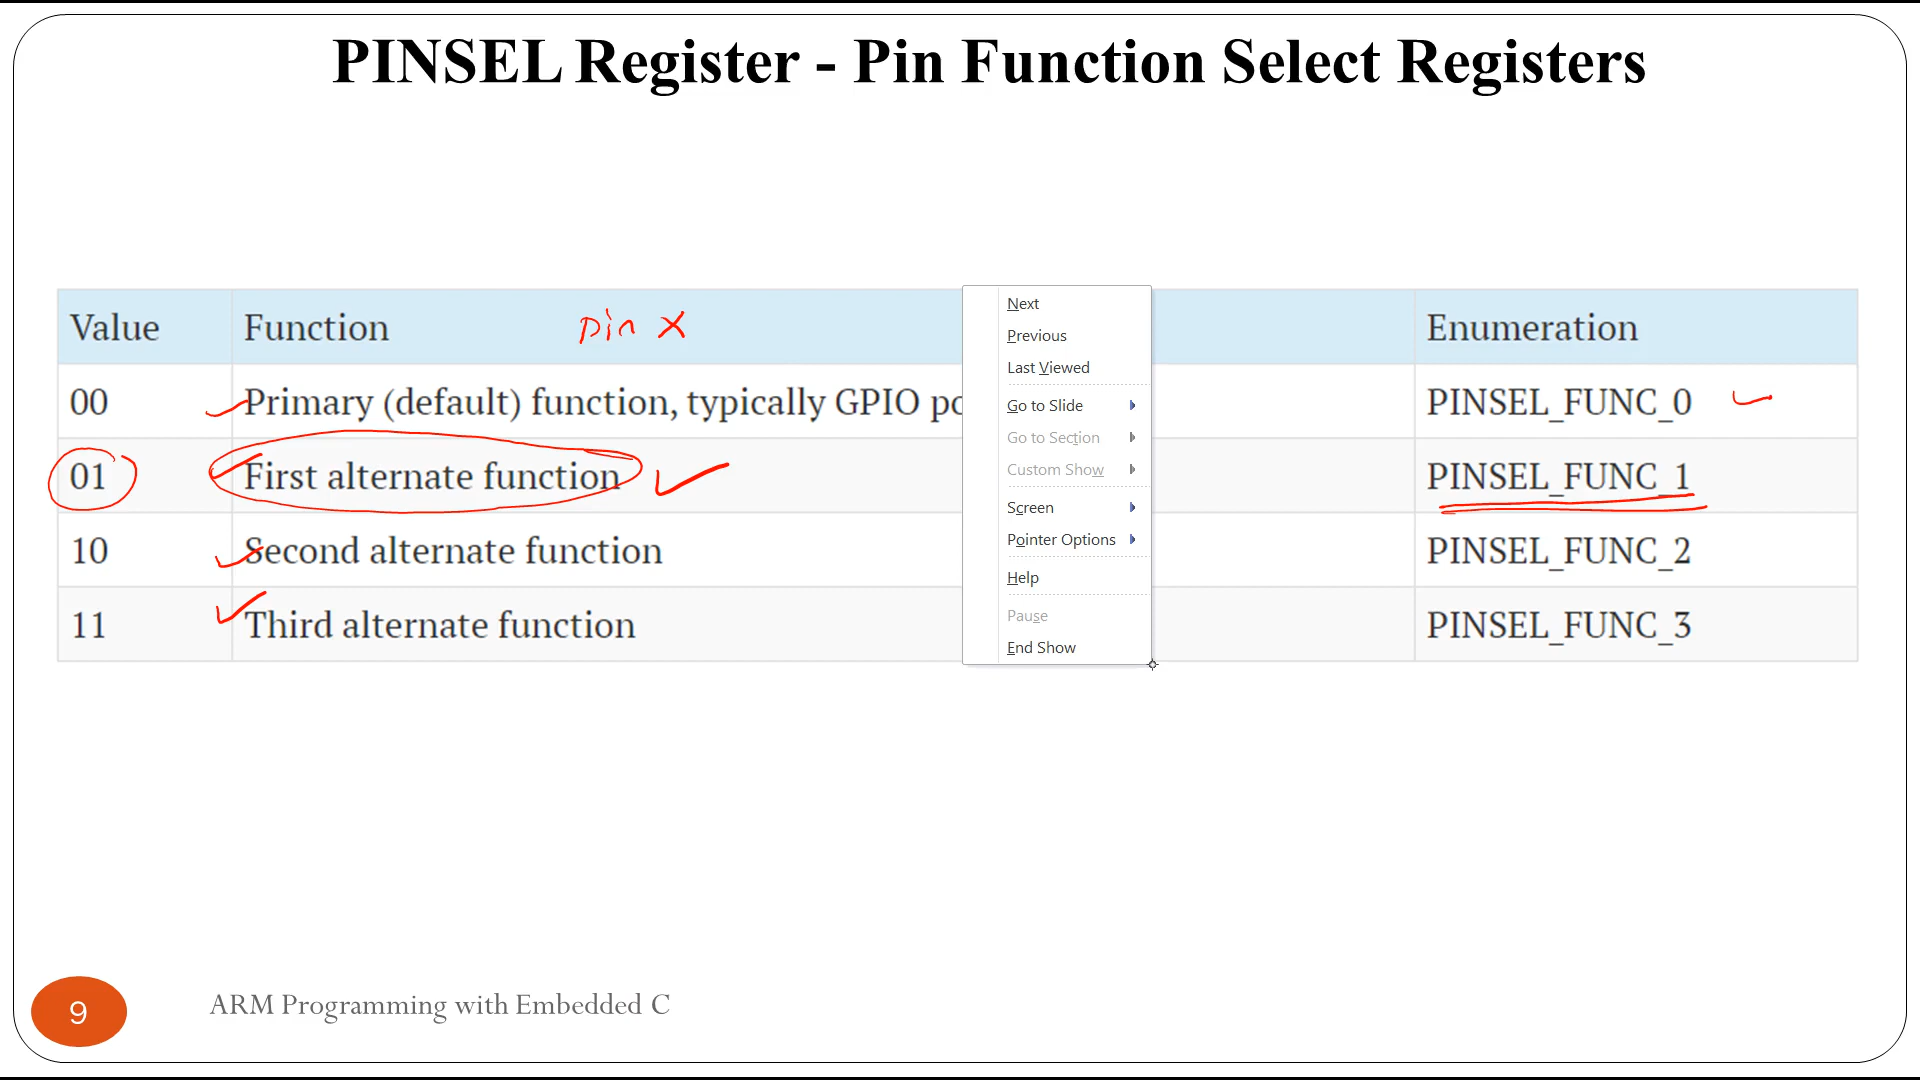 PINSEL Register - Pin Function Select Registers
Value Function pin X Enumeration
00 Primary (default) function, typically GPIO po PINSEL_FUNC_0
01 First alternate function PINSEL_FUNC_1
10 Second alternate function PINSEL_FUNC_2
11 Third alternate function PINSEL_FUNC_3
Next
Previous
Last Viewed
Go to Slide
Go to Section
Custom Show
Screen
Pointer Options
Help
Pause
End Show
9 ARM Programming with Embedded C